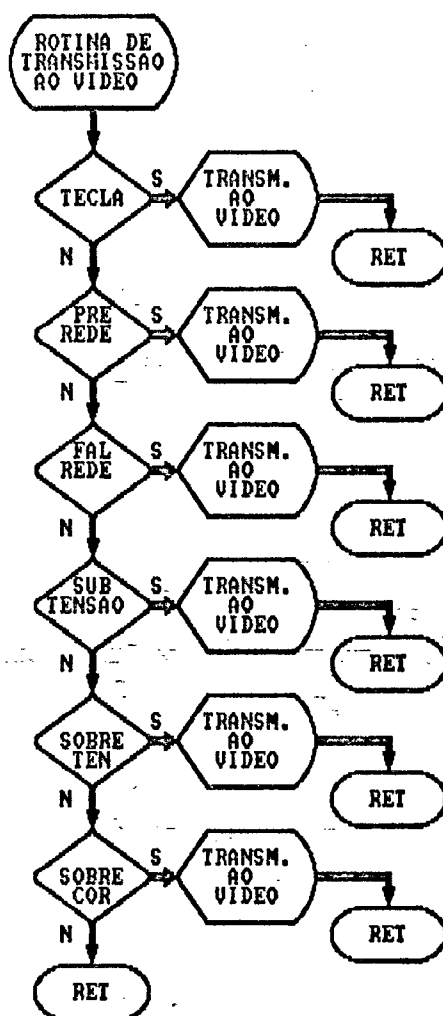 ROTINA DE
TRANSMISSAO
AO VIDEO
TECLA
S
TRANSM.
AO
VIDEO
RET
N
PRE
REDE
S
TRANSM.
AO
VIDEO
RET
N
FAL
REDE
S
TRANSM.
AO
VIDEO
RET
N
SUB
TENSÃO
S
TRANSM.
AO
VIDEO
RET
N
SOBRE
TEN
S
TRANSM.
AO
VIDEO
RET
N
SOBRE
COR
S
TRANSM.
AO
VIDEO
RET
N
RET